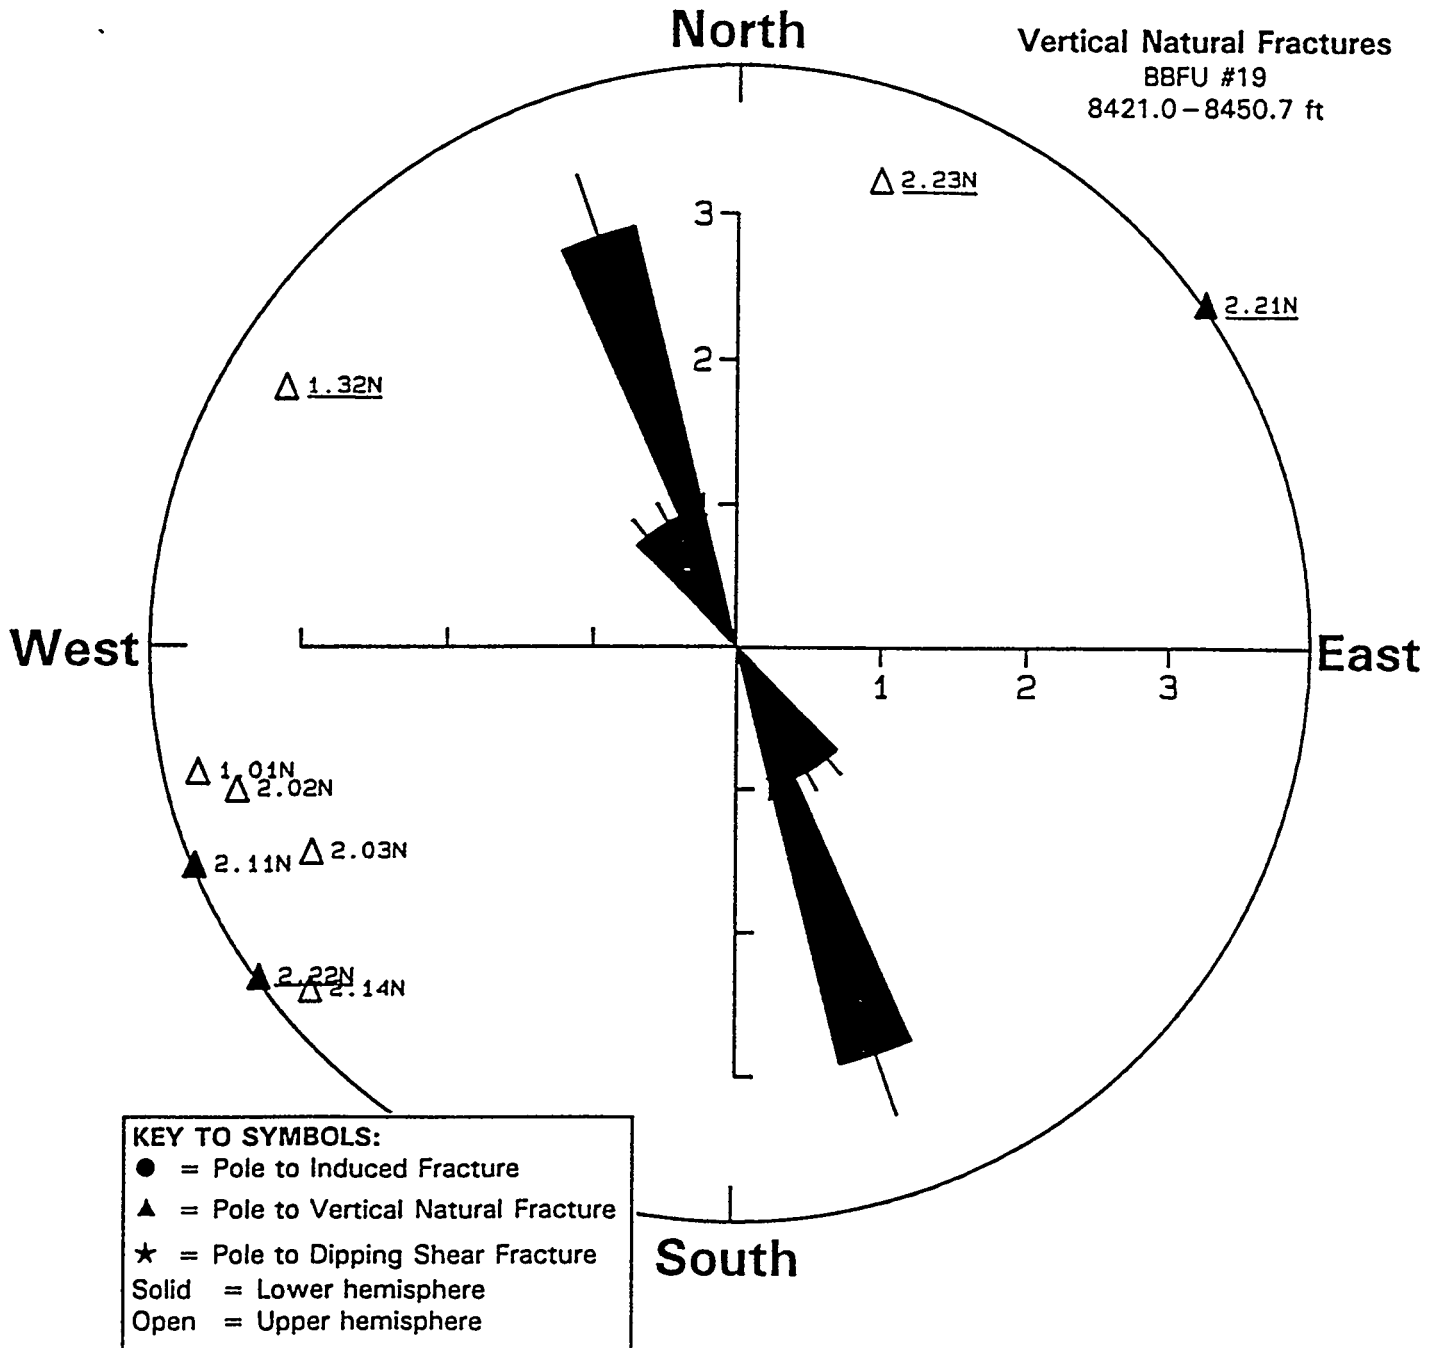 North
Vertical Natural Fractures
BBFU #19
8421.0–8450.7 ft
2.23N
3
2.21N
2
1.32N
1
West
East
1 2 3
1.01N
2.02N
2.03N
2.11N
2.22N
2.14N
KEY TO SYMBOLS:
● = Pole to Induced Fracture
▲ = Pole to Vertical Natural Fracture
★ = Pole to Dipping Shear Fracture
Solid = Lower hemisphere
Open = Upper hemisphere
South